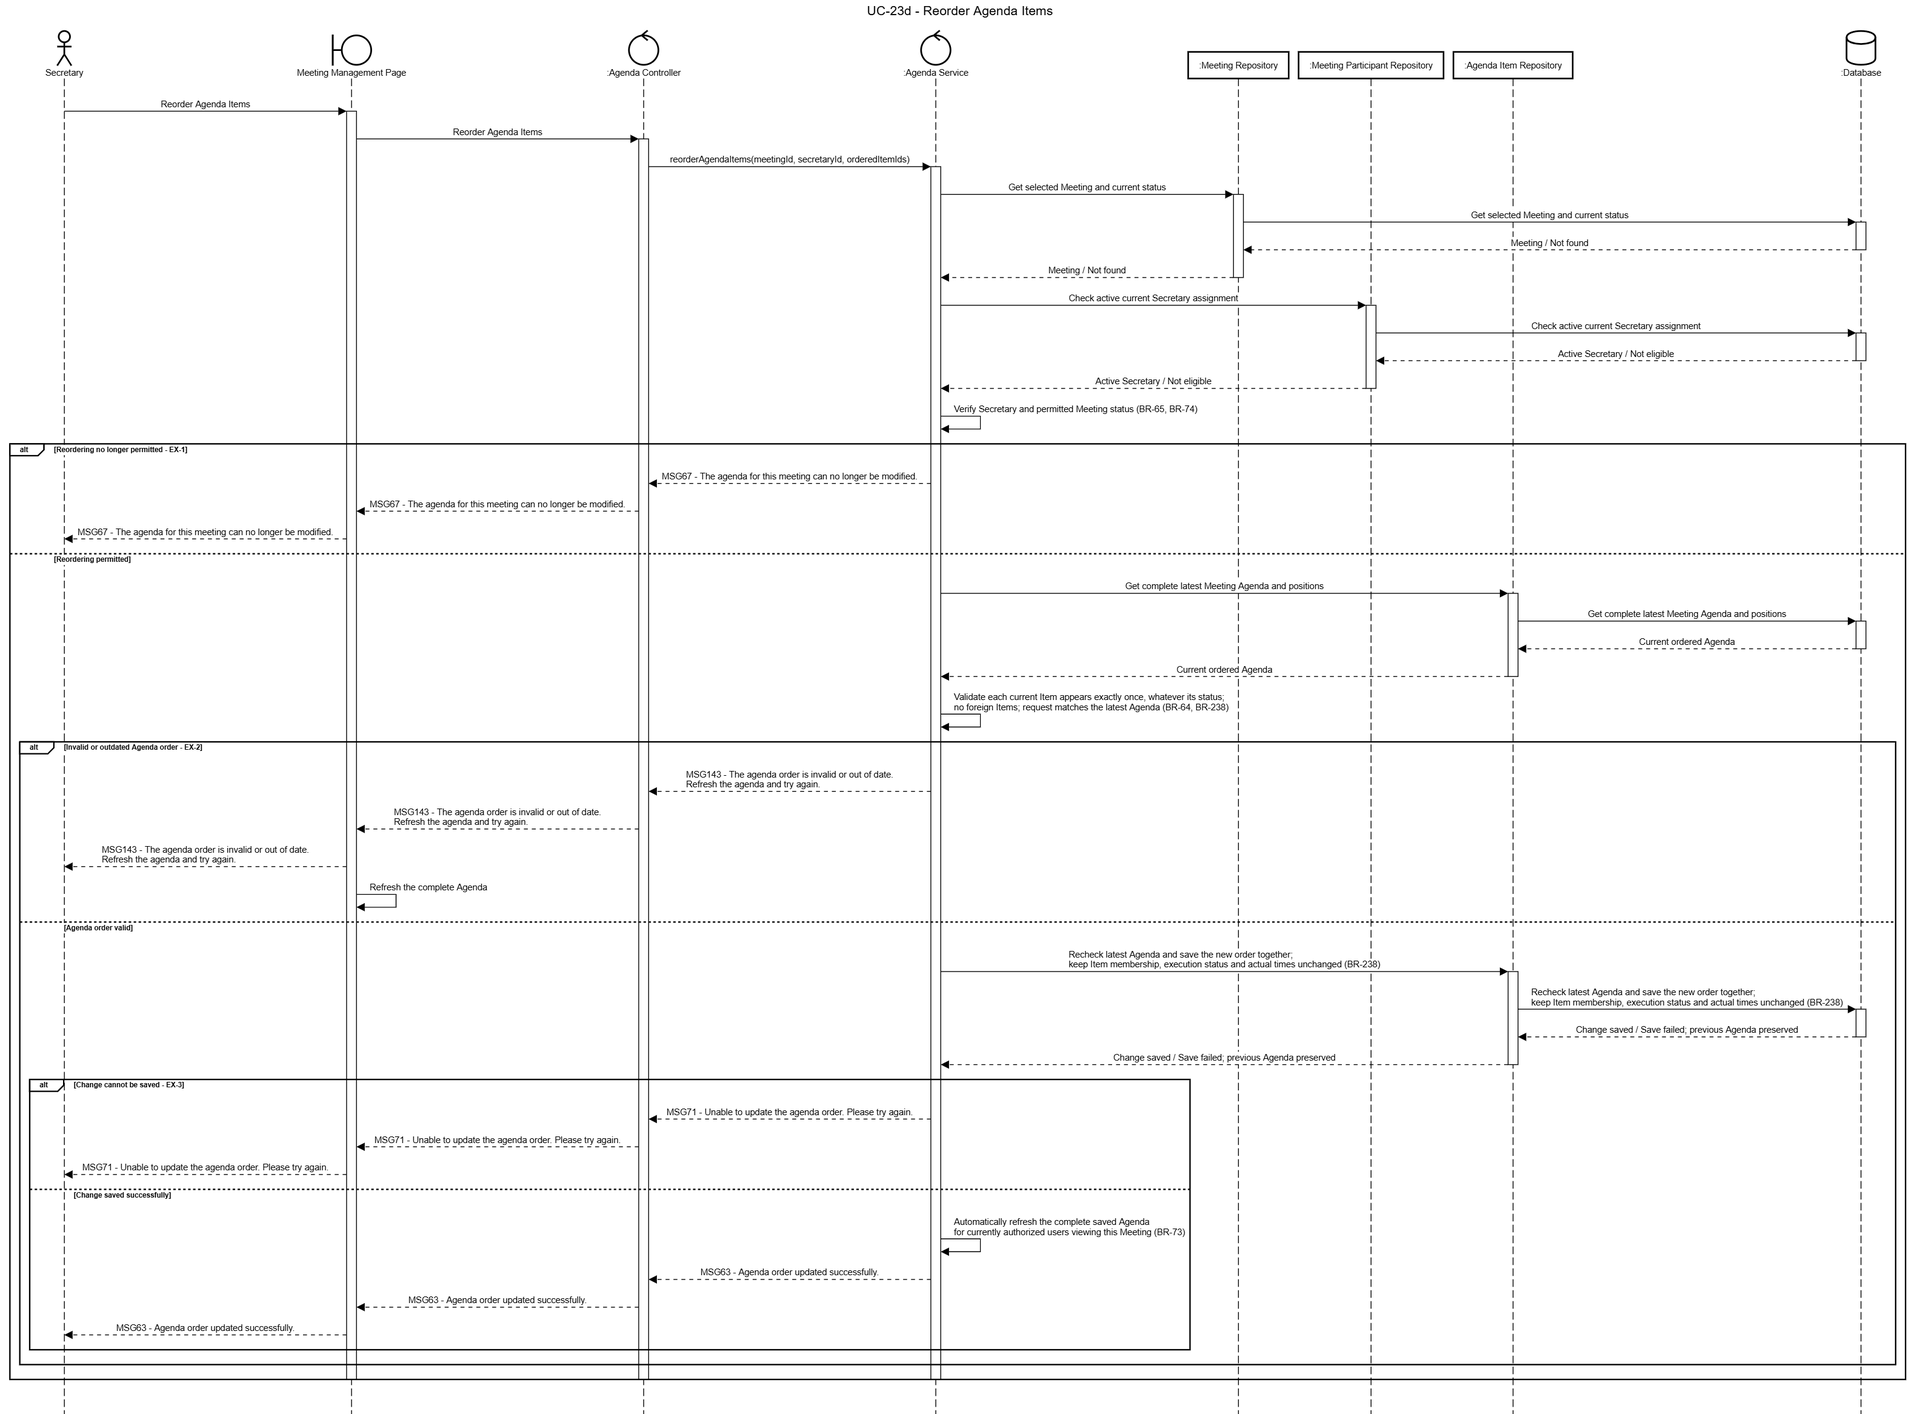 UC-23d - Reorder Agenda Items
Secretary
Meeting Management Page
:Agenda Controller
:Agenda Service
:Meeting Repository
:Meeting Participant Repository
:Agenda Item Repository
:Database
Reorder Agenda Items
Reorder Agenda Items
reorderAgendaItems(meetingId, secretaryId, orderedItemIds)
Get selected Meeting and current status
Get selected Meeting and current status
Meeting / Not found
Meeting / Not found
Check active current Secretary assignment
Check active current Secretary assignment
Active Secretary / Not eligible
Active Secretary / Not eligible
Verify Secretary and permitted Meeting status (BR-65, BR-74)
alt
[Reordering no longer permitted - EX-1]
MSG67 - The agenda for this meeting can no longer be modified.
MSG67 - The agenda for this meeting can no longer be modified.
MSG67 - The agenda for this meeting can no longer be modified.
[Reordering permitted]
Get complete latest Meeting Agenda and positions
Get complete latest Meeting Agenda and positions
Current ordered Agenda
Current ordered Agenda
Validate each current Item appears exactly once, whatever its status;
no foreign Items; request matches the latest Agenda (BR-64, BR-238)
alt
[Invalid or outdated Agenda order - EX-2]
MSG143 - The agenda order is invalid or out of date.
Refresh the agenda and try again.
MSG143 - The agenda order is invalid or out of date.
Refresh the agenda and try again.
MSG143 - The agenda order is invalid or out of date.
Refresh the agenda and try again.
Refresh the complete Agenda
[Agenda order valid]
Recheck latest Agenda and save the new order together;
keep Item membership, execution status and actual times unchanged (BR-238)
Recheck latest Agenda and save the new order together;
keep Item membership, execution status and actual times unchanged (BR-238)
Change saved / Save failed; previous Agenda preserved
Change saved / Save failed; previous Agenda preserved
alt
[Change cannot be saved - EX-3]
MSG71 - Unable to update the agenda order. Please try again.
MSG71 - Unable to update the agenda order. Please try again.
MSG71 - Unable to update the agenda order. Please try again.
[Change saved successfully]
Automatically refresh the complete saved Agenda
for currently authorized users viewing this Meeting (BR-73)
MSG63 - Agenda order updated successfully.
MSG63 - Agenda order updated successfully.
MSG63 - Agenda order updated successfully.